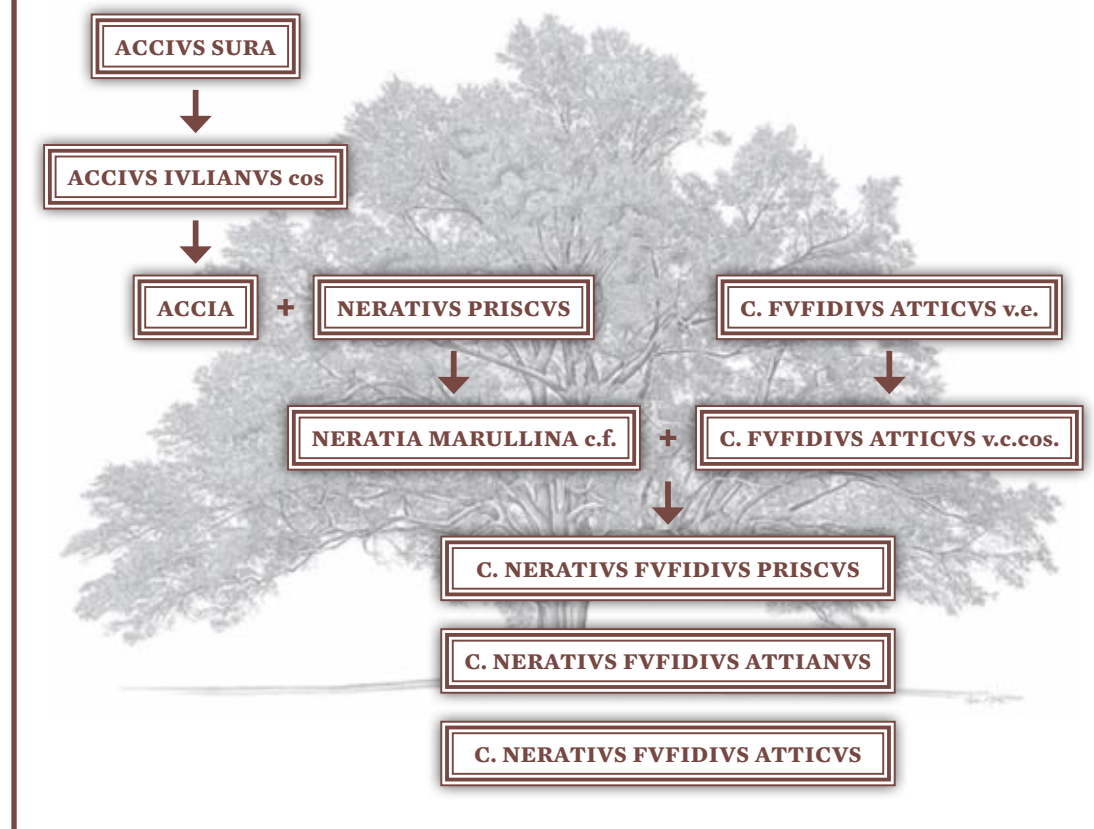 ACCIVS SURA
ACCIVS IVLIANVS cos
ACCIA + NERATIVS PRISCVS
C. FVFIDIVS ATTICVS v.e.
NERATIA MARULLINA c.f. + C. FVFIDIVS ATTICVS v.c.cos.
C. NERATIVS FVFIDIVS PRISCVS
C. NERATIVS FVFIDIVS ATTIANVS
C. NERATIVS FVFIDIVS ATTICVS